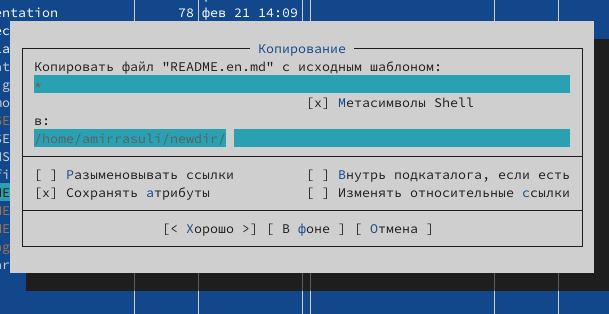 entation 78 фев 21 14:09
Копирование
Копировать файл "README.en.md" с исходным шаблоном:
*
[x] Метасимволы Shell
в:
/home/amirrasuli/newdir/
[ ] Разыменовывать ссылки [ ] Внутрь подкаталога, если есть
[x] Сохранять атрибуты [ ] Изменять относительные ссылки
[< Хорошо >] [ В фоне ] [ Отмена ]